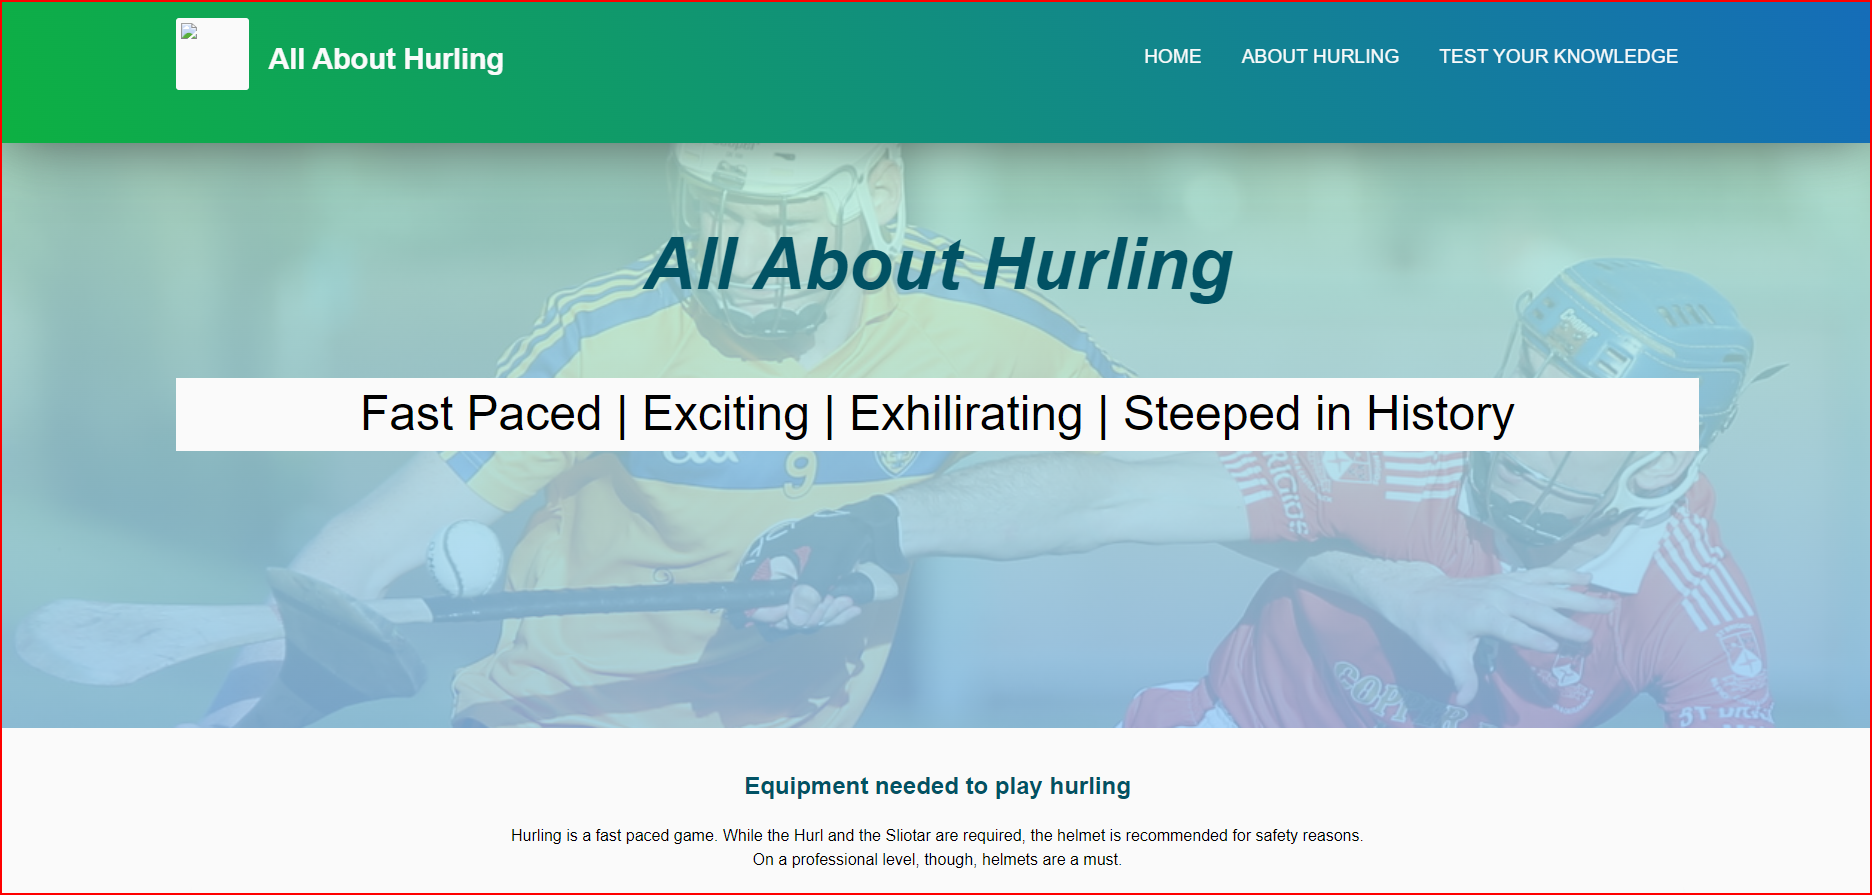 All About Hurling
HOME ABOUT HURLING TEST YOUR KNOWLEDGE
All About Hurling
Fast Paced | Exciting | Exhilirating | Steeped in History
9
Equipment needed to play hurling
Hurling is a fast paced game. While the Hurl and the Sliotar are required, the helmet is recommended for safety reasons.
On a professional level, though, helmets are a must.